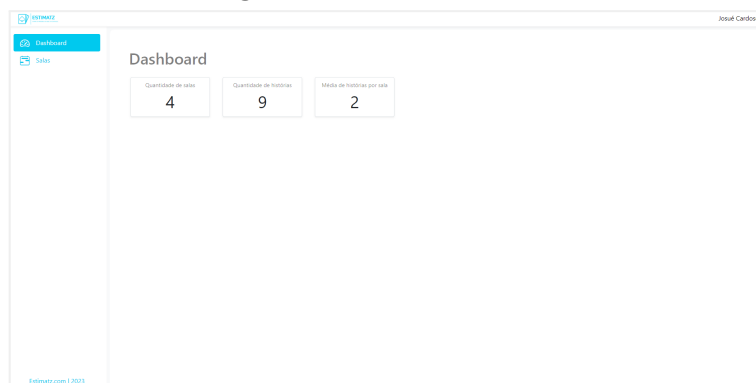 ESTIMATZ
Josué Cardos
Dashboard
Salas
Dashboard
Quantidade de salas
4
Quantidade de histórias
9
Média de histórias por sala
2
Estimatz.com | 2023